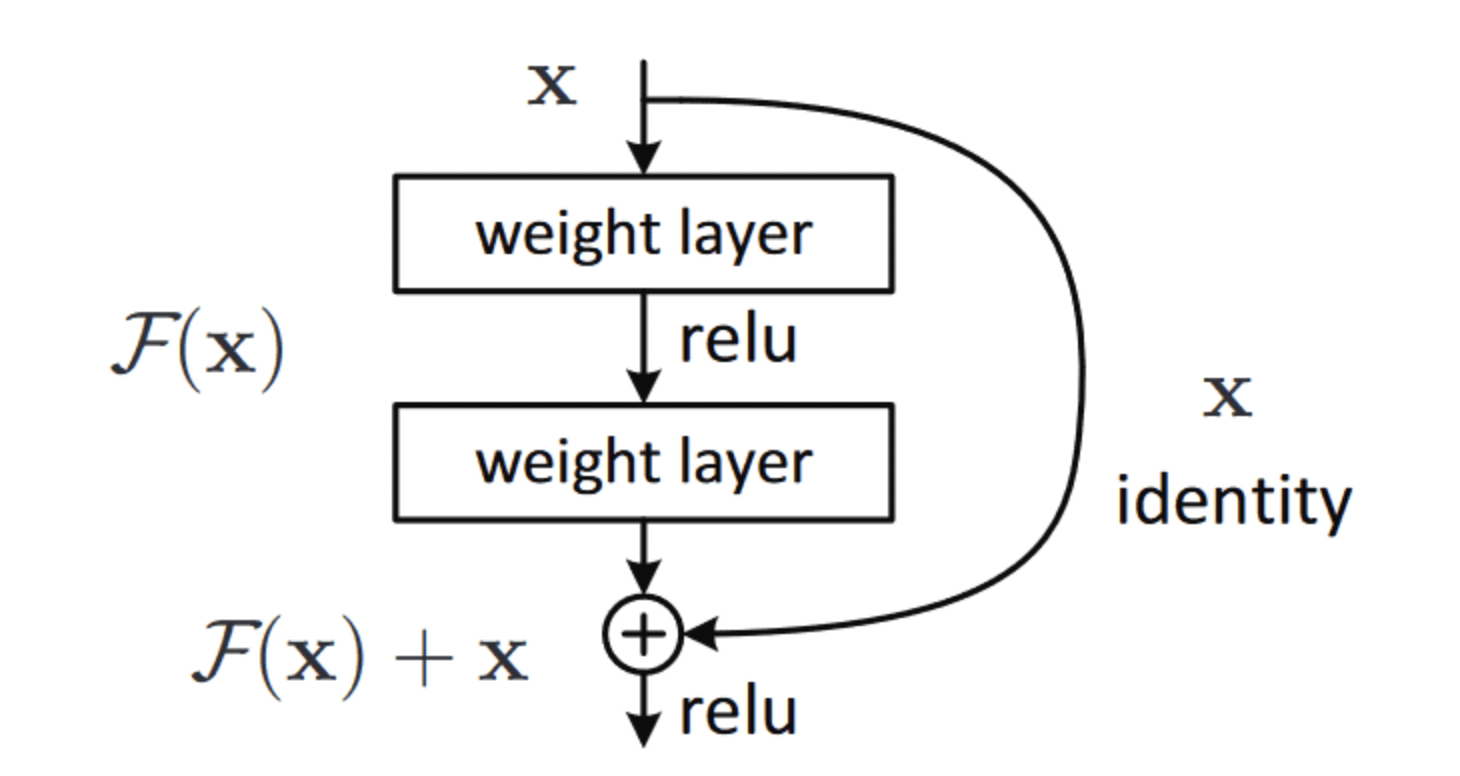 x
weight layer
F(x)
relu
weight layer
x
identity
F(x) + x
+
relu